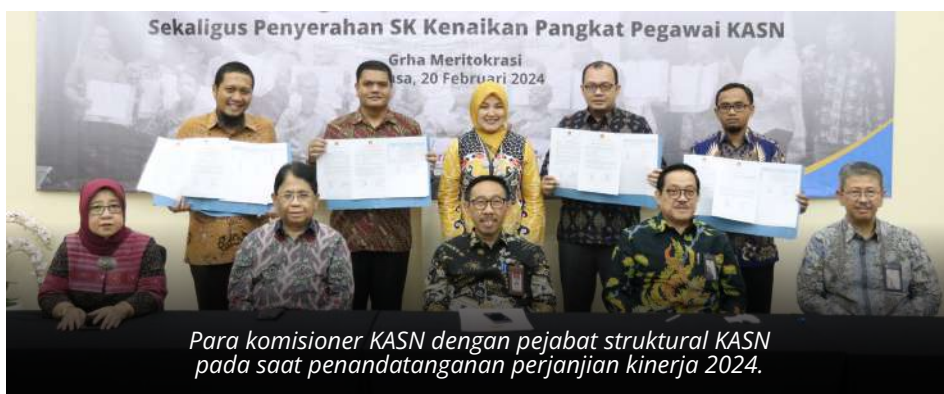 Sekaligus Penyerahan SK Kenaikan Pangkat Pegawai KASN
Grha Meritokrasi
asa, 20 Februari 2024
Para komisioner KASN dengan pejabat struktural KASN
pada saat penandatanganan perjanjian kinerja 2024.